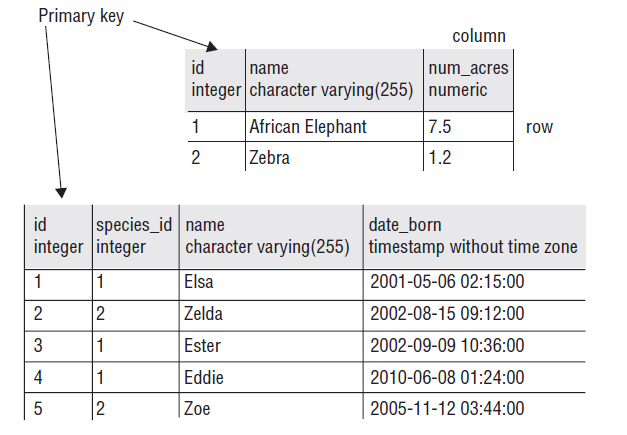 Primary key
column
id name num_acres
integer character varying(255) numeric
1 African Elephant 7.5 row
2 Zebra 1.2
id species_id name date_born
integer integer character varying(255) timestamp without time zone
1 1 Elsa 2001-05-06 02:15:00
2 2 Zelda 2002-08-15 09:12:00
3 1 Ester 2002-09-09 10:36:00
4 1 Eddie 2010-06-08 01:24:00
5 2 Zoe 2005-11-12 03:44:00